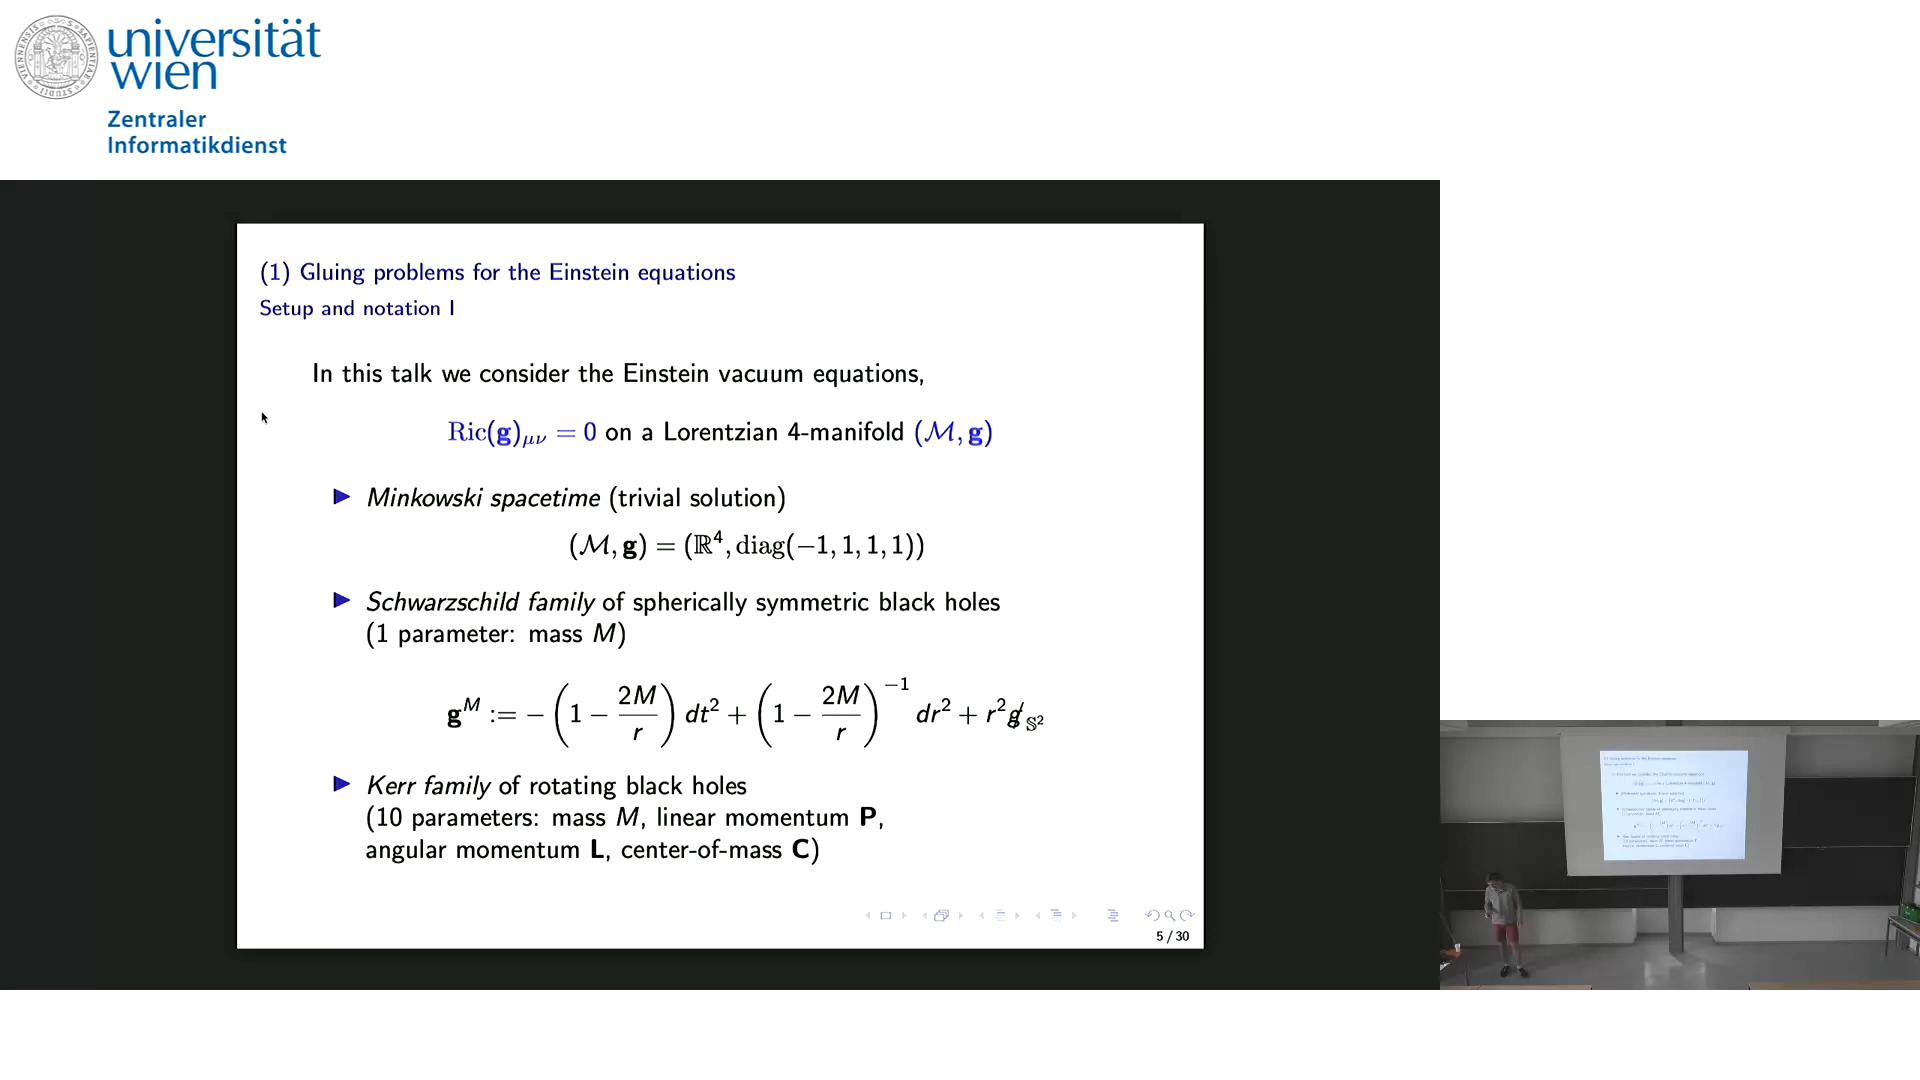 universität
wien
Zentraler
Informatikdienst
(1) Gluing problems for the Einstein equations
Setup and notation I
In this talk we consider the Einstein vacuum equations,
Ric(g)μν = 0 on a Lorentzian 4-manifold (ℳ, g)
▶ Minkowski spacetime (trivial solution)
(ℳ, g) = (ℝ⁴, diag(−1, 1, 1, 1))
▶ Schwarzschild family of spherically symmetric black holes
(1 parameter: mass M)
g^M := − (1 − 2M/r) dt² + (1 − 2M/r)⁻¹ dr² + r²g̸_𝕊²
▶ Kerr family of rotating black holes
(10 parameters: mass M, linear momentum P,
angular momentum L, center-of-mass C)
5 / 30